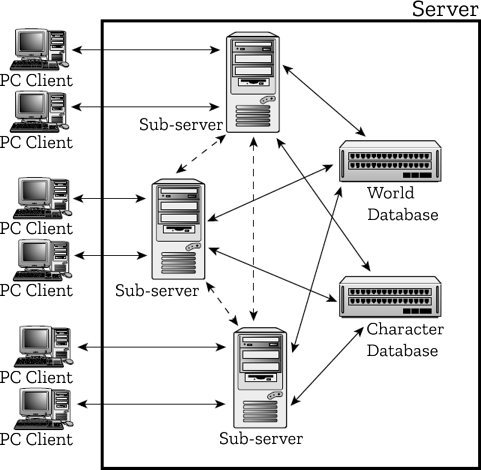 Server
PC Client
PC Client
Sub-server
World
Database
PC Client
PC Client
Sub-server
Character
Database
PC Client
PC Client
Sub-server